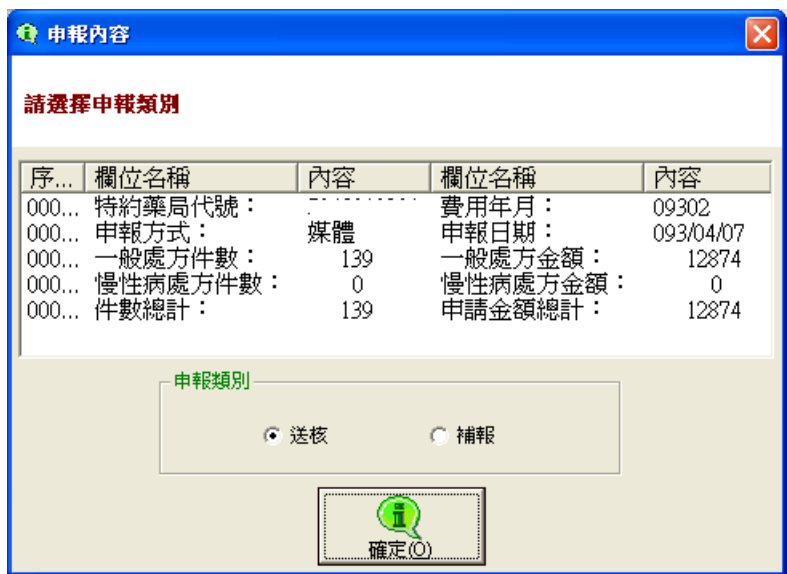 申報內容
請選擇申報類別
序... 欄位名稱 內容 欄位名稱 內容
000... 特約藥局代號： 費用年月： 09302
000... 申報方式： 媒體 申報日期： 093/04/07
000... 一般處方件數： 139 一般處方金額： 12874
000... 慢性病處方件數： 0 慢性病處方金額： 0
000... 件數總計： 139 申請金額總計： 12874
申報類別
送核 補報
確定(O)